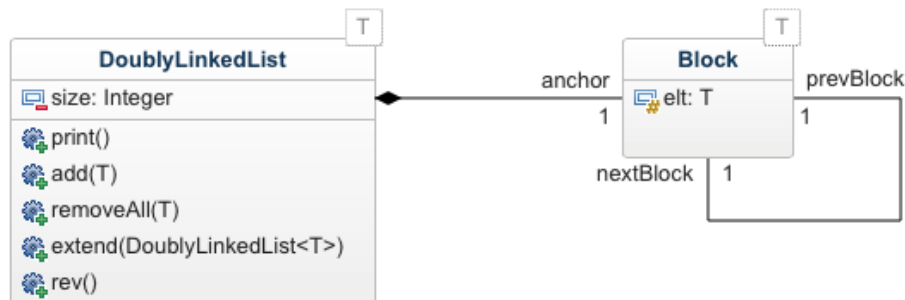 T
DoublyLinkedList
size: Integer
print()
add(T)
removeAll(T)
extend(DoublyLinkedList<T>)
rev()
anchor
1
T
Block
# elt: T
prevBlock
1
nextBlock
1